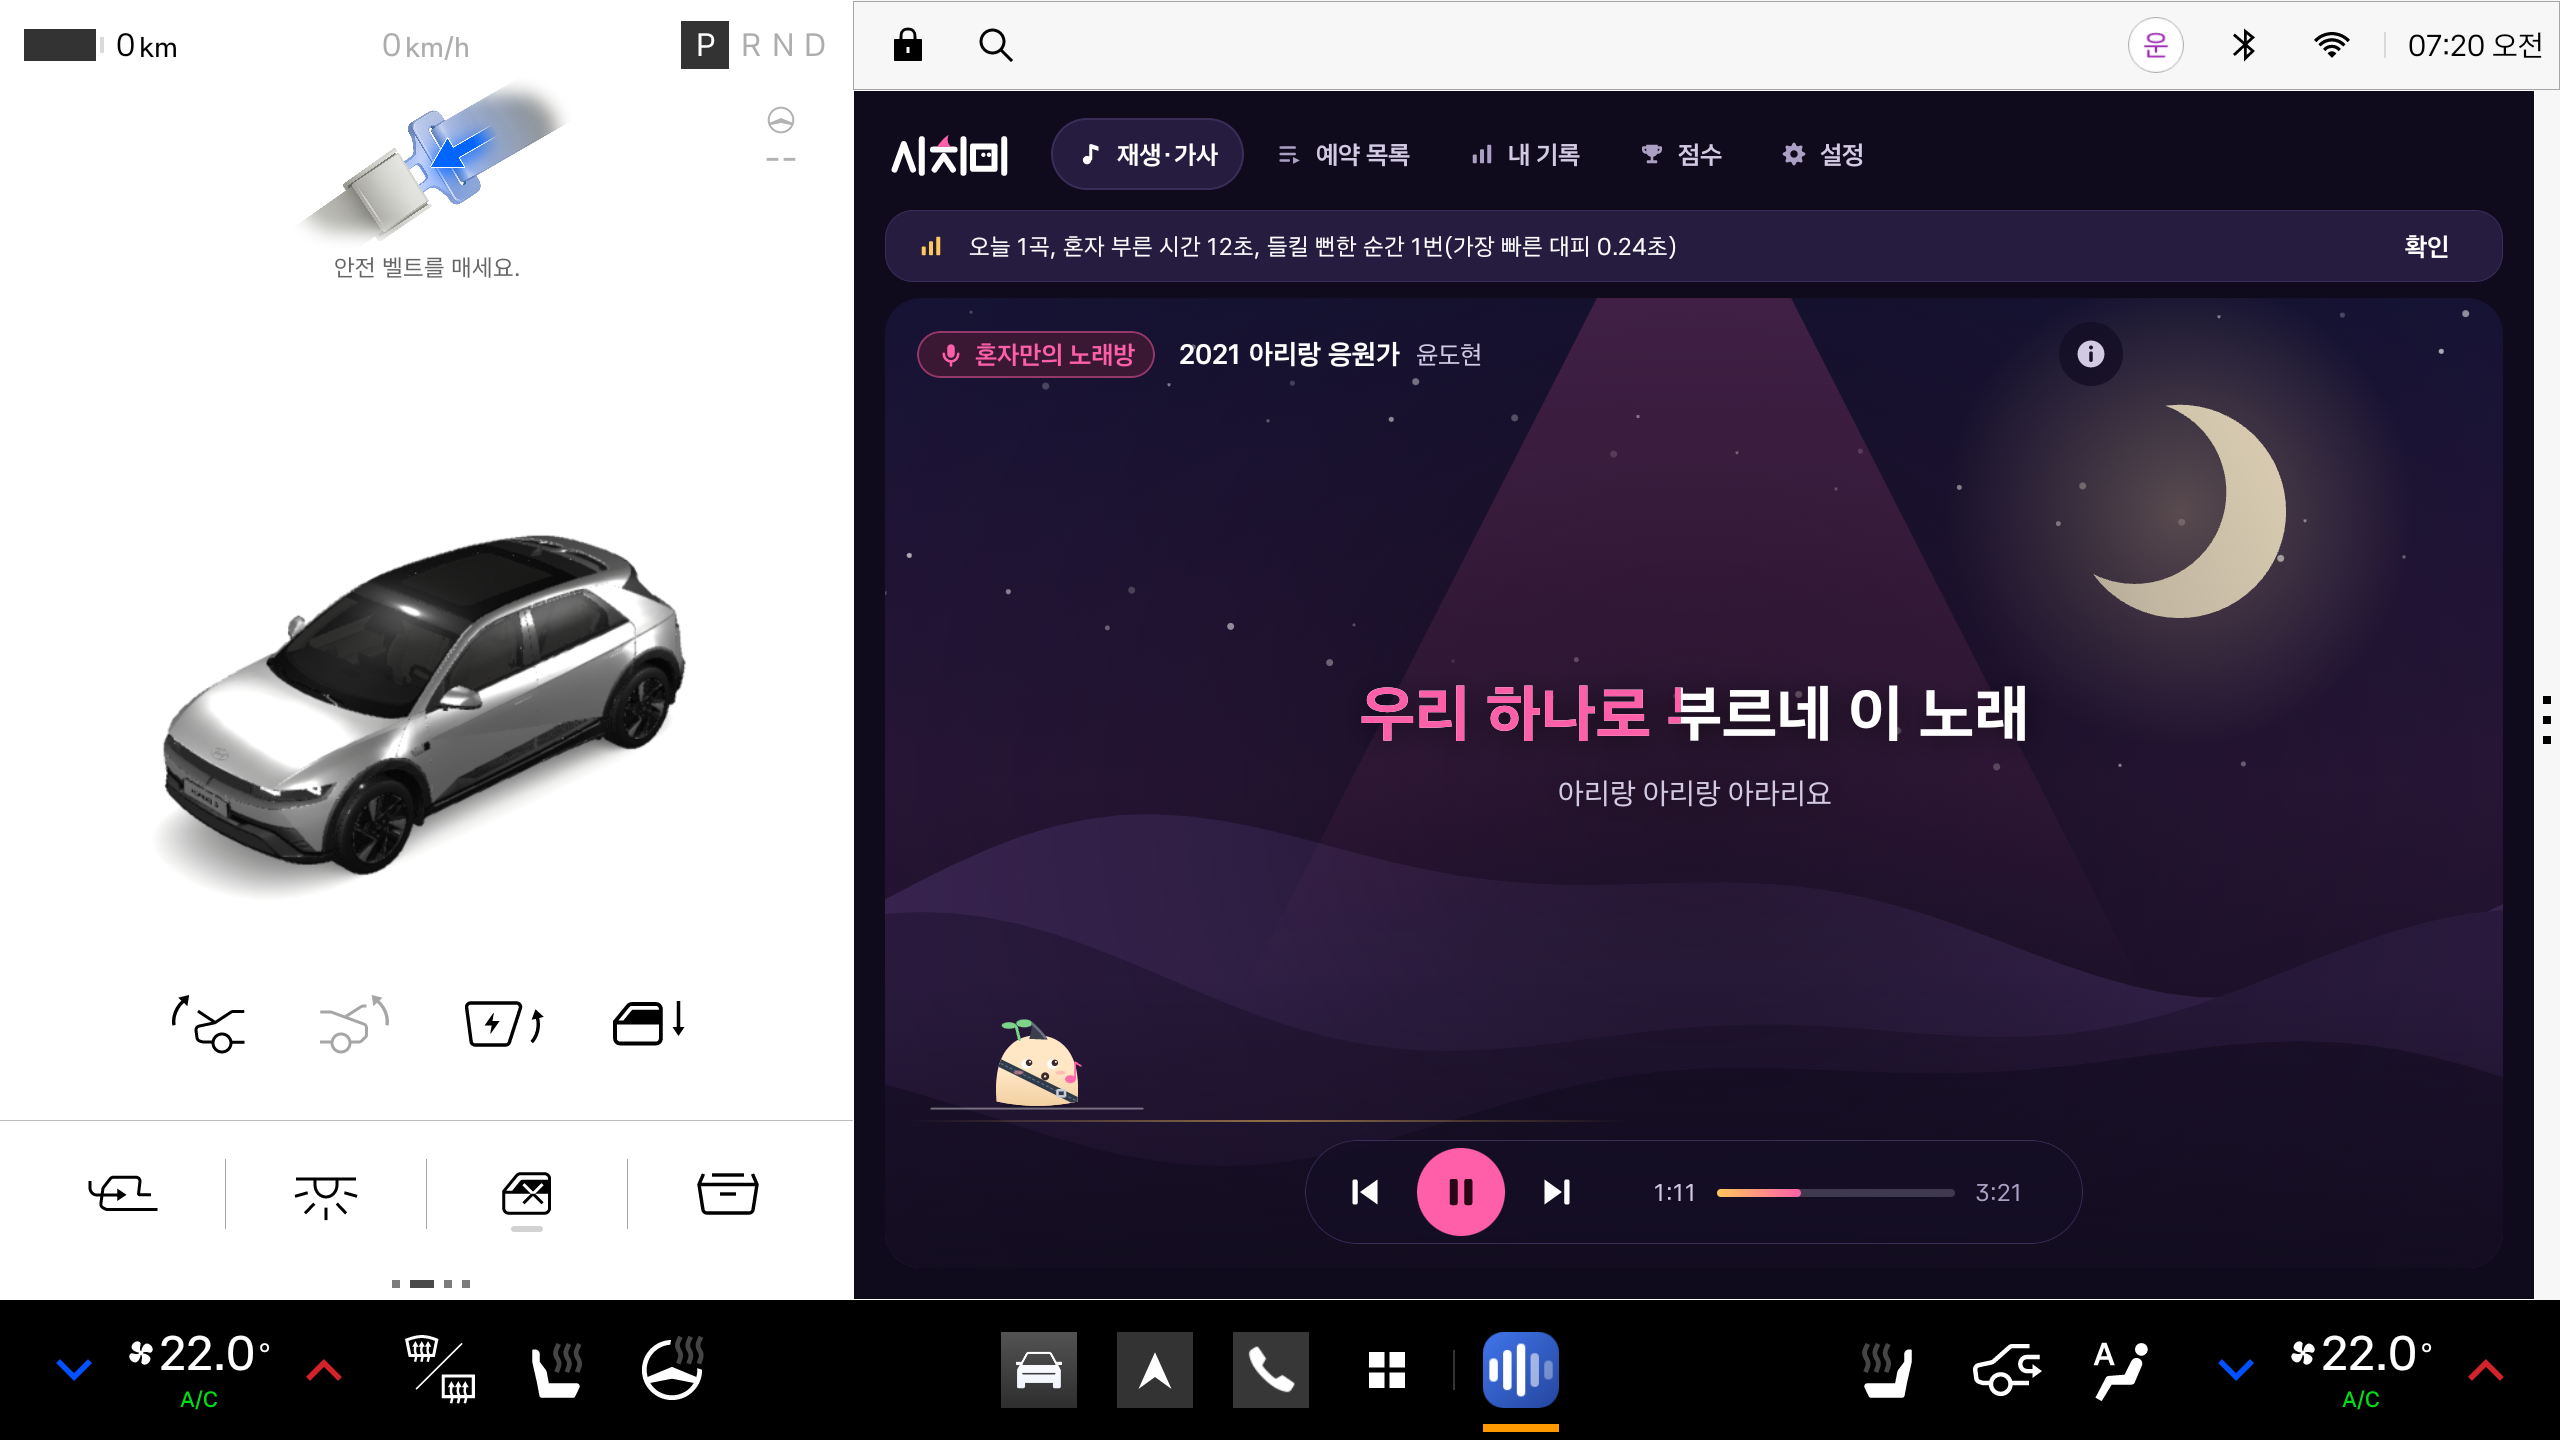 0 km
0 km/h
P R N D
안전 벨트를 매세요.
운
07:20 오전
시치미
재생·가사
예약 목록
내 기록
점수
설정
오늘 1곡, 혼자 부른 시간 12초, 들킬 뻔한 순간 1번(가장 빠른 대피 0.24초)
확인
혼자만의 노래방
2021 아리랑 응원가 윤도현
우리 하나로 부르네 이 노래
아리랑 아리랑 아라리요
1:11
3:21
22.0°
A/C
A
22.0°
A/C